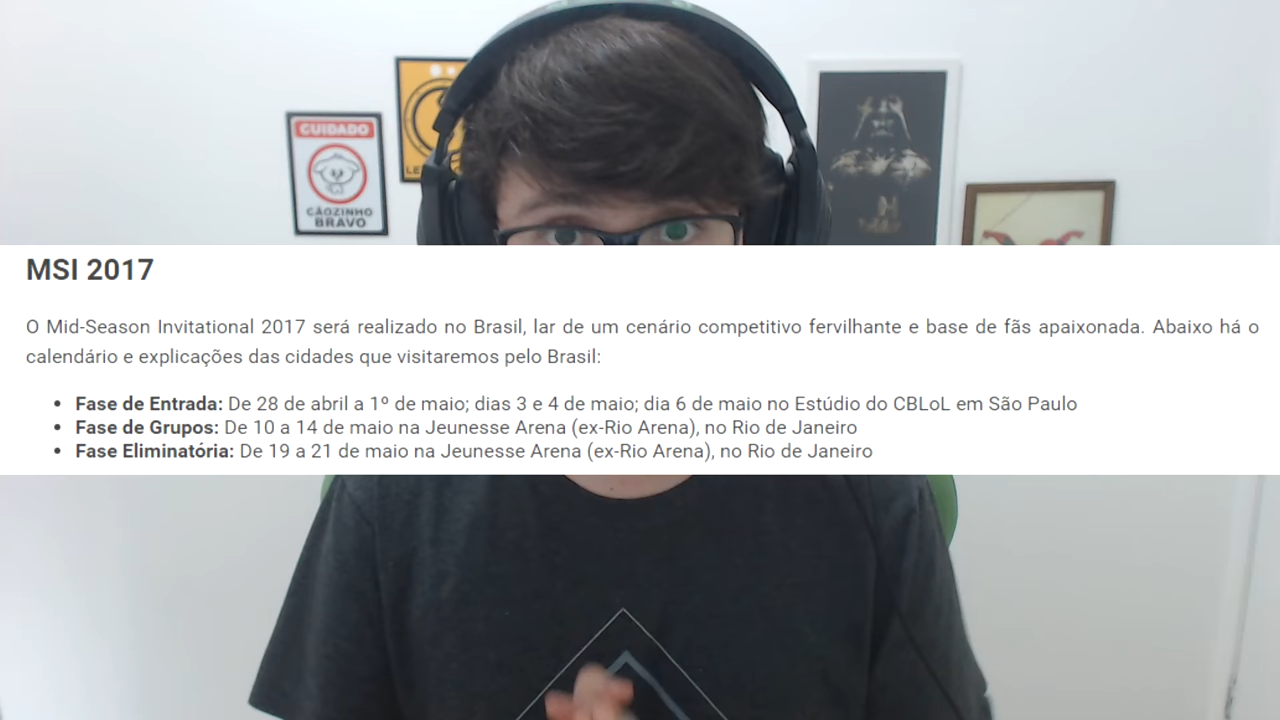 CUIDADO
CÃOZINHO
BRAVO
LE
MSI 2017
O Mid-Season Invitational 2017 será realizado no Brasil, lar de um cenário competitivo fervilhante e base de fãs apaixonada. Abaixo há o
calendário e explicações das cidades que visitaremos pelo Brasil:
• Fase de Entrada: De 28 de abril a 1º de maio; dias 3 e 4 de maio; dia 6 de maio no Estúdio do CBLoL em São Paulo
• Fase de Grupos: De 10 a 14 de maio na Jeunesse Arena (ex-Rio Arena), no Rio de Janeiro
• Fase Eliminatória: De 19 a 21 de maio na Jeunesse Arena (ex-Rio Arena), no Rio de Janeiro